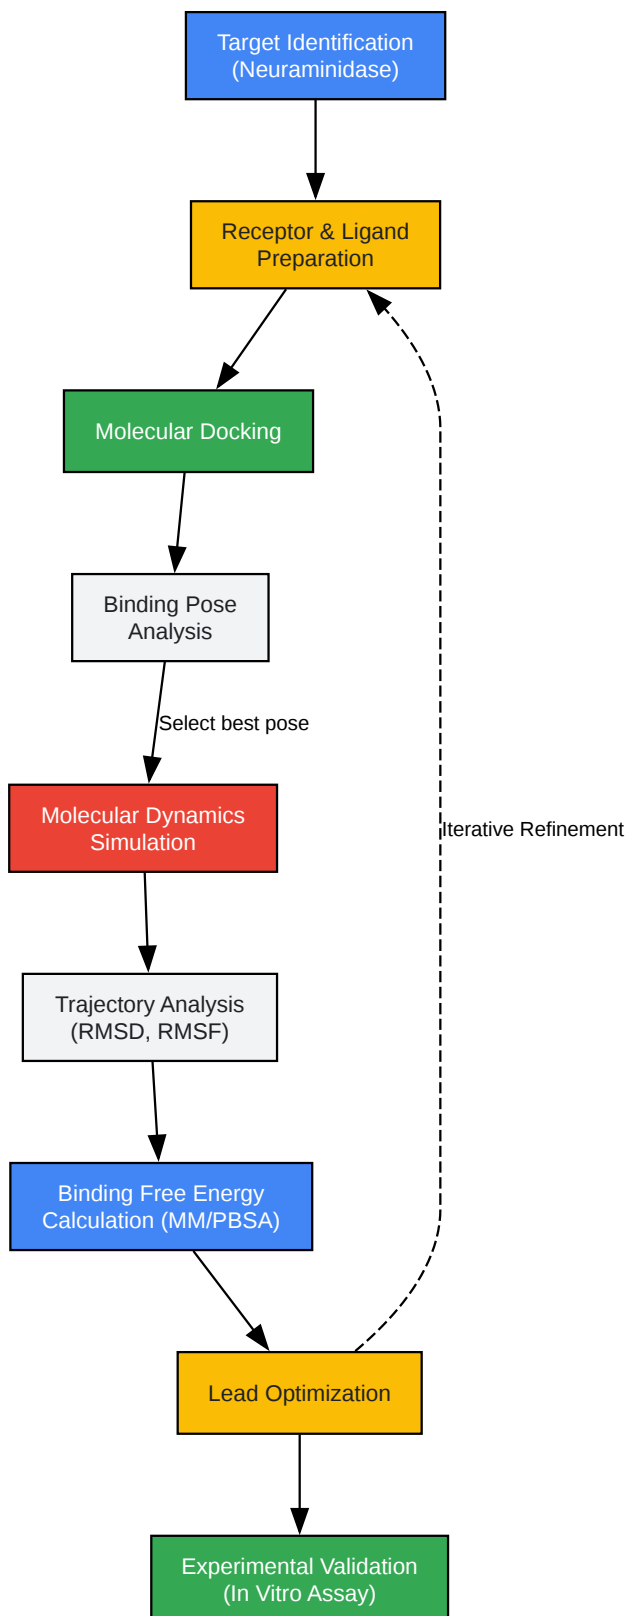 Target Identification
(Neuraminidase)
Receptor & Ligand
Preparation
Molecular Docking
Binding Pose
Analysis
Select best pose
Molecular Dynamics
Simulation
Iterative Refinement
Trajectory Analysis
(RMSD, RMSF)
Binding Free Energy
Calculation (MM/PBSA)
Lead Optimization
Experimental Validation
(In Vitro Assay)